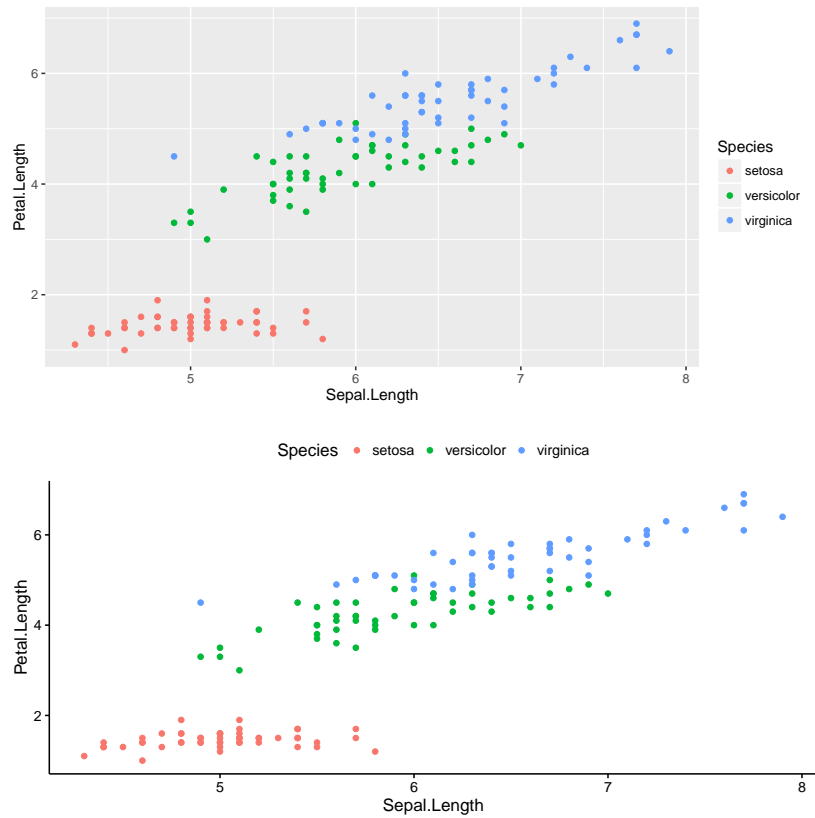 6
4
2
Petal.Length
5 6 7 8
Sepal.Length
Species
setosa
versicolor
virginica
Species setosa versicolor virginica
6
4
2
Petal.Length
5 6 7 8
Sepal.Length